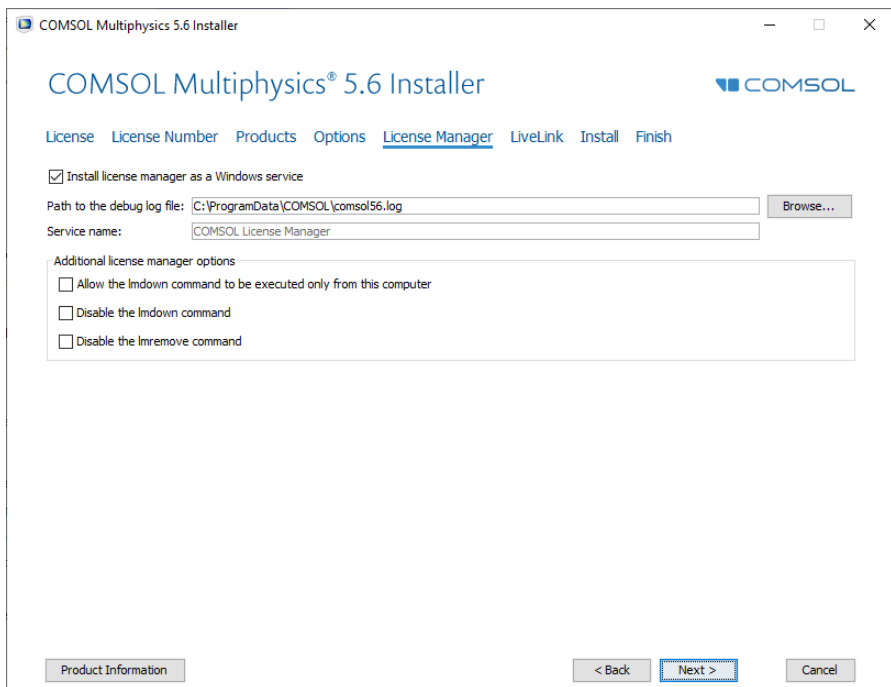 COMSOL Multiphysics 5.6 Installer
COMSOL Multiphysics® 5.6 Installer
COMSOL
License License Number Products Options License Manager LiveLink Install Finish
Install license manager as a Windows service
Path to the debug log file: C:\ProgramData\COMSOL\comsol56.log Browse...
Service name: COMSOL License Manager
Additional license manager options
Allow the lmdown command to be executed only from this computer
Disable the lmdown command
Disable the lmremove command
Product Information < Back Next > Cancel